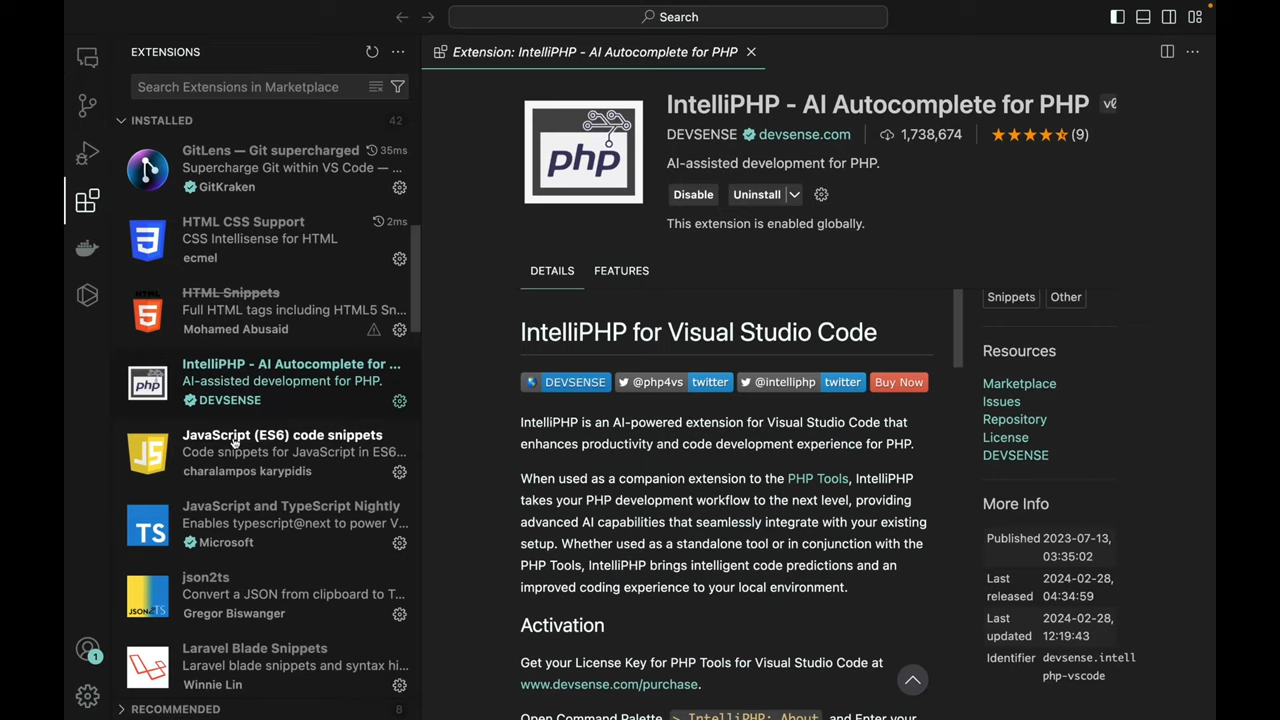 Search
EXTENSIONS
Search Extensions in Marketplace
INSTALLED 42
GitLens — Git supercharged 35ms
Supercharge Git within VS Code — ...
GitKraken
HTML CSS Support 2ms
CSS Intellisense for HTML
ecmel
HTML Snippets
Full HTML tags including HTML5 Sn...
Mohamed Abusaid
IntelliPHP - AI Autocomplete for ...
AI-assisted development for PHP.
DEVSENSE
JavaScript (ES6) code snippets
Code snippets for JavaScript in ES6...
charalampos karypidis
JavaScript and TypeScript Nightly
Enables typescript@next to power V...
Microsoft
json2ts
Convert a JSON from clipboard to T...
Gregor Biswanger
Laravel Blade Snippets
Laravel blade snippets and syntax hi...
Winnie Lin
RECOMMENDED 8
1
Extension: IntelliPHP - AI Autocomplete for PHP
php
IntelliPHP - AI Autocomplete for PHP
DEVSENSE devsense.com 1,738,674 (9)
AI-assisted development for PHP.
Disable Uninstall
This extension is enabled globally.
DETAILS FEATURES
IntelliPHP for Visual Studio Code
DEVSENSE @php4vs twitter @intelliphp twitter Buy Now
IntelliPHP is an AI-powered extension for Visual Studio Code that
enhances productivity and code development experience for PHP.
When used as a companion extension to the PHP Tools, IntelliPHP
takes your PHP development workflow to the next level, providing
advanced AI capabilities that seamlessly integrate with your existing
setup. Whether used as a standalone tool or in conjunction with the
PHP Tools, IntelliPHP brings intelligent code predictions and an
improved coding experience to your local environment.
Activation
Get your License Key for PHP Tools for Visual Studio Code at
www.devsense.com/purchase.
Open Command Palette, > IntelliPHP: About and Enter your
Snippets Other
Resources
Marketplace
Issues
Repository
License
DEVSENSE
More Info
Published 2023-07-13,
03:35:02
Last 2024-02-28,
released 04:34:59
Last 2024-02-28,
updated 12:19:43
Identifier devsense.intell
php-vscode